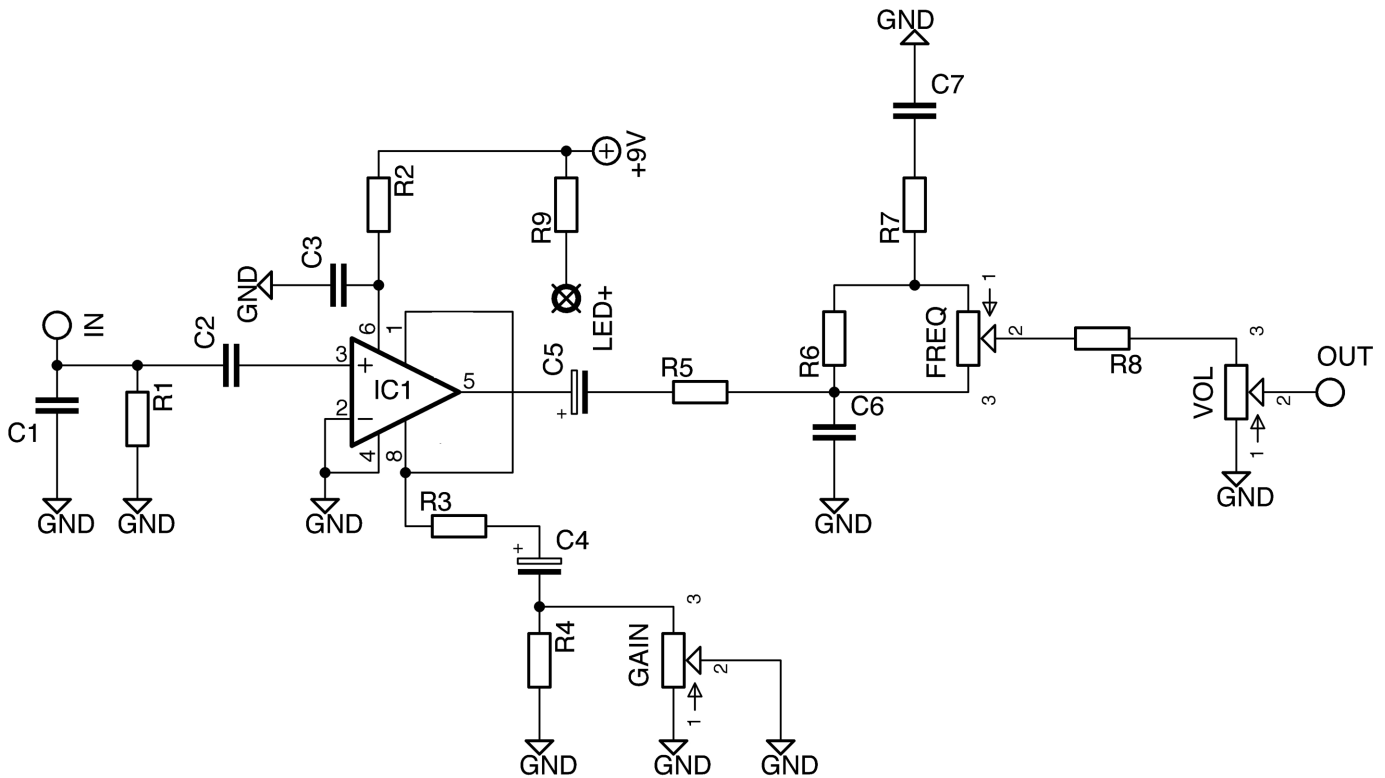 GND
C7
+9V
R2
R9
R7
C3
GND
LED+
IN
C2
6
1
1
3
+
IC1
5
C5
+
R5
R6
FREQ
2
3
R8
3
OUT
VOL
2
1
C1
R1
2
−
4
8
C6
GND
GND
GND
GND
GND
R3
+
C4
3
R4
GAIN
2
1
GND
GND
GND